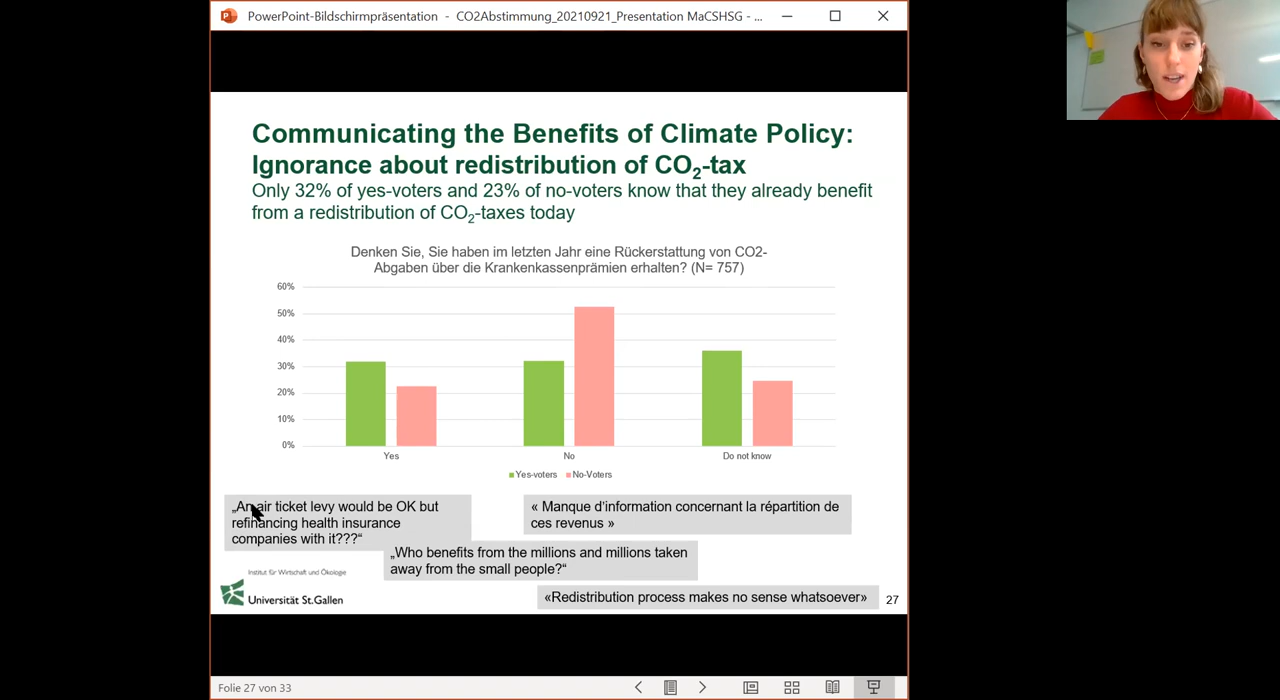 PowerPoint-Bildschirmpräsentation - CO2Abstimmung_20210921_Presentation MaCSHSG - ...
Communicating the Benefits of Climate Policy:
Ignorance about redistribution of CO₂-tax
Only 32% of yes-voters and 23% of no-voters know that they already benefit
from a redistribution of CO₂-taxes today
Denken Sie, Sie haben im letzten Jahr eine Rückerstattung von CO2-
Abgaben über die Krankenkassenprämien erhalten? (N= 757)
60%
50%
40%
30%
20%
10%
0%
Yes
No
Do not know
Yes-voters
No-Voters
„An air ticket levy would be OK but
refinancing health insurance
companies with it???“
« Manque d’information concernant la répartition de
ces revenus »
„Who benefits from the millions and millions taken
away from the small people?“
«Redistribution process makes no sense whatsoever»
Institut für Wirtschaft und Ökologie
Universität St.Gallen
27
Folie 27 von 33